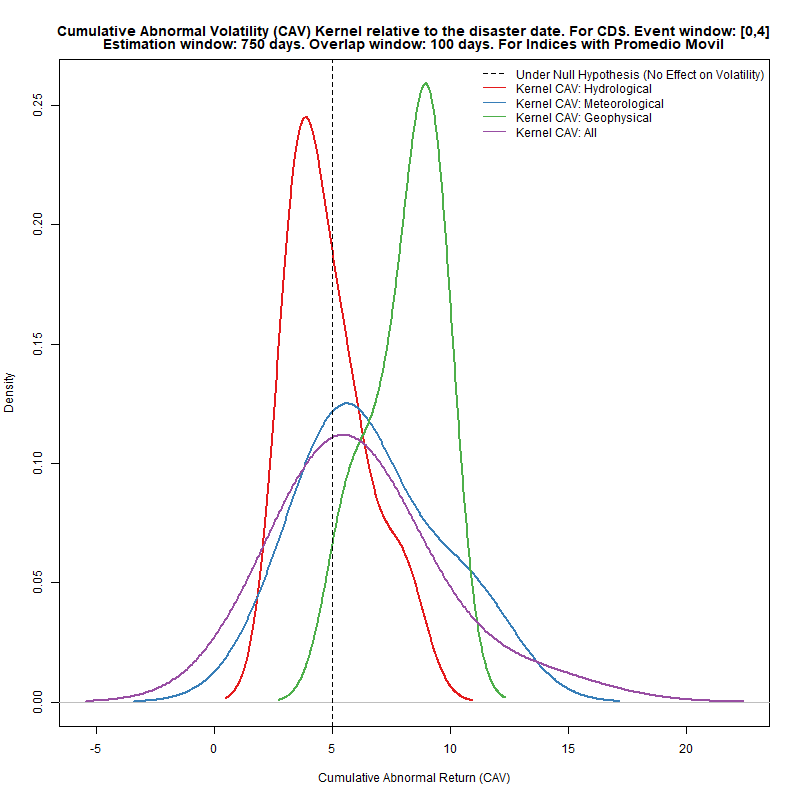 Cumulative Abnormal Volatility (CAV) Kernel relative to the disaster date. For CDS. Event window: [0,4]
Estimation window: 750 days. Overlap window: 100 days. For Indices with Promedio Movil
Under Null Hypothesis (No Effect on Volatility)
Kernel CAV: Hydrological
Kernel CAV: Meteorological
Kernel CAV: Geophysical
Kernel CAV: All
Density
0.25
0.20
0.15
0.10
0.05
0.00
-5 0 5 10 15 20
Cumulative Abnormal Return (CAV)